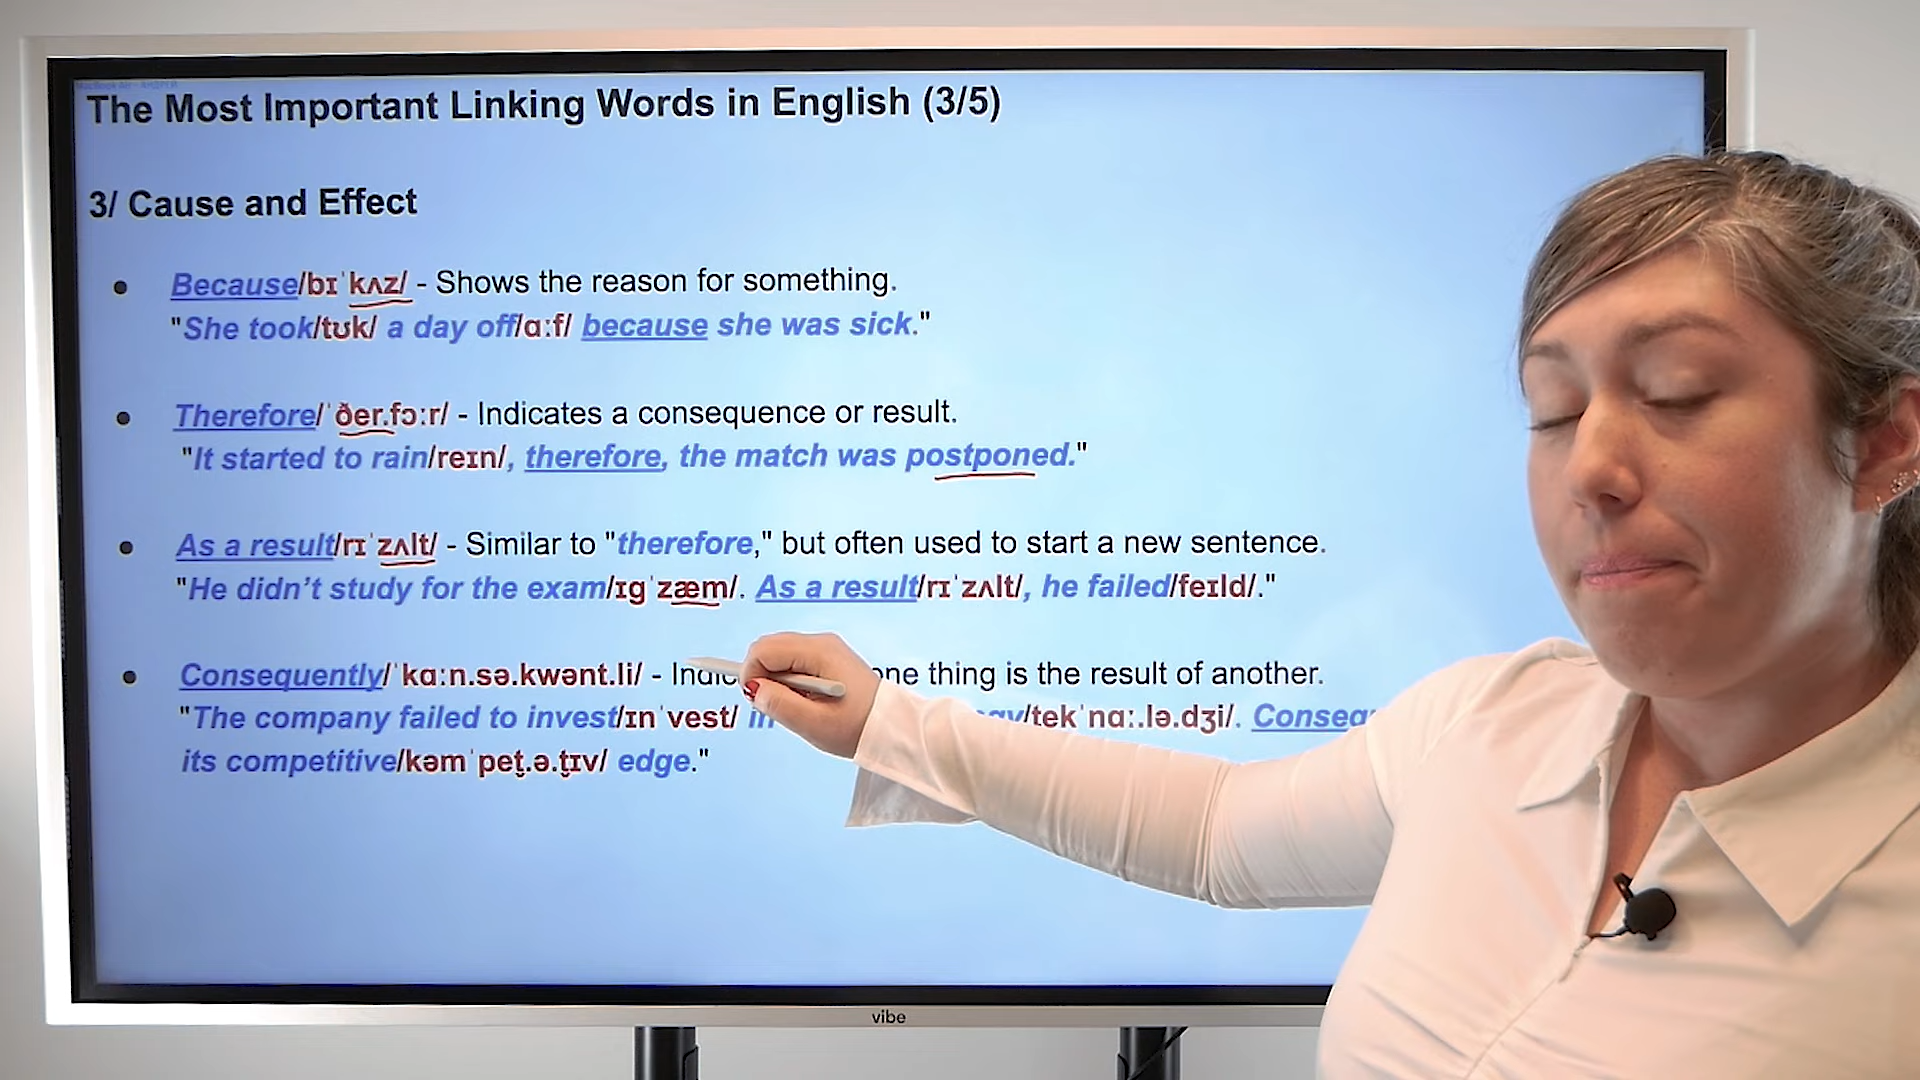 The Most Important Linking Words in English (3/5)
3/ Cause and Effect
● Because/bɪˈkʌz/ - Shows the reason for something.
"She took/tʊk/ a day off/ɑːf/ because she was sick."
● Therefore/ˈðer.fɔːr/ - Indicates a consequence or result.
"It started to rain/reɪn/, therefore, the match was postponed."
● As a result/rɪˈzʌlt/ - Similar to "therefore," but often used to start a new sentence.
"He didn’t study for the exam/ɪɡˈzæm/. As a result/rɪˈzʌlt/, he failed/feɪld/."
● Consequently/ˈkɑːn.sə.kwənt.li/ - one thing is the result of another.
"The company failed to invest/ɪnˈvest/ /tekˈnɑː.lə.dʒi/.
its competitive/kəmˈpet̬.ə.t̬ɪv/ edge."
vibe